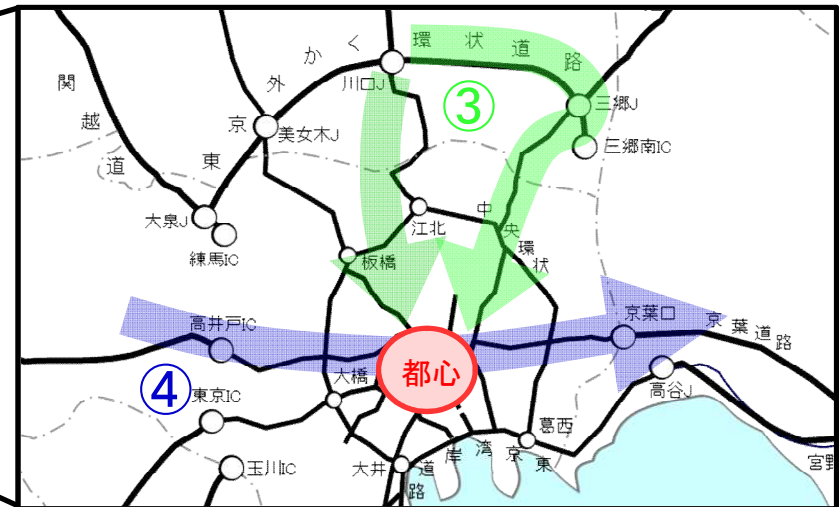 関越道
東京外かく環状道路
川口J
③
三郷J
三郷南IC
美女木J
大泉J
練馬IC
江北
中央環状
板橋
高井戸IC
京葉口
京葉道路
都心
④
大橋
東京IC
高谷J
葛西
玉川IC
大井
東京湾岸道路
宮野